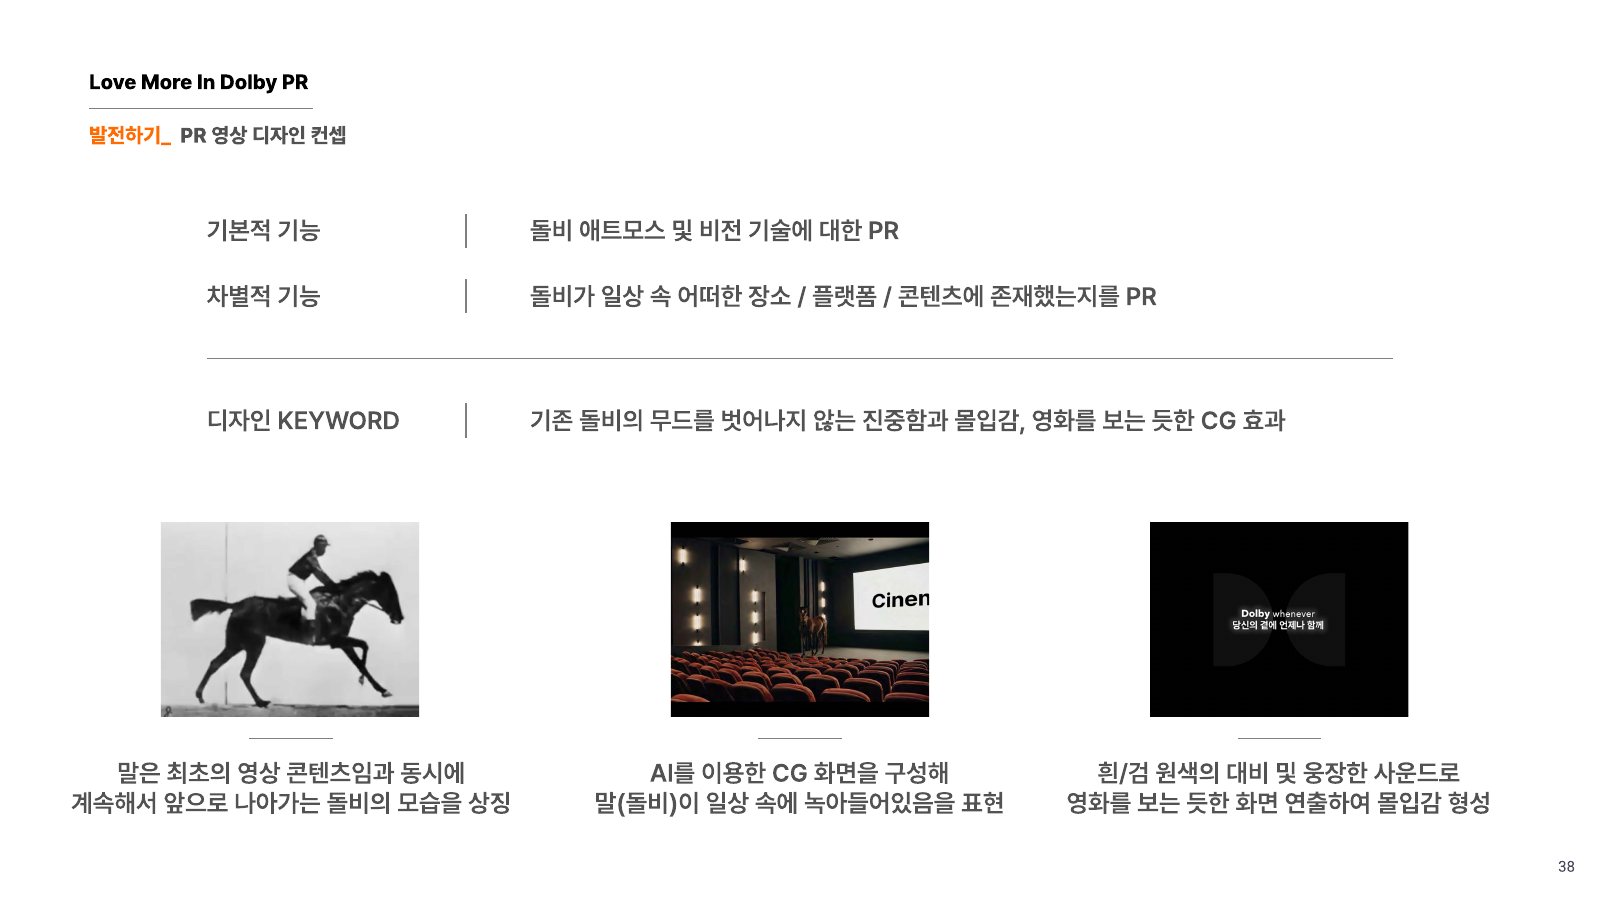 Love More In Dolby PR
발전하기_ PR 영상 디자인 컨셉
기본적 기능
돌비 애트모스 및 비전 기술에 대한 PR
차별적 기능
돌비가 일상 속 어떠한 장소 / 플랫폼 / 콘텐츠에 존재했는지를 PR
디자인 KEYWORD
기존 돌비의 무드를 벗어나지 않는 진중함과 몰입감, 영화를 보는 듯한 CG 효과
Cinem
Dolby whenever
당신의 곁에 언제나 함께
말은 최초의 영상 콘텐츠임과 동시에
계속해서 앞으로 나아가는 돌비의 모습을 상징
AI를 이용한 CG 화면을 구성해
말(돌비)이 일상 속에 녹아들어있음을 표현
흰/검 원색의 대비 및 웅장한 사운드로
영화를 보는 듯한 화면 연출하여 몰입감 형성
38